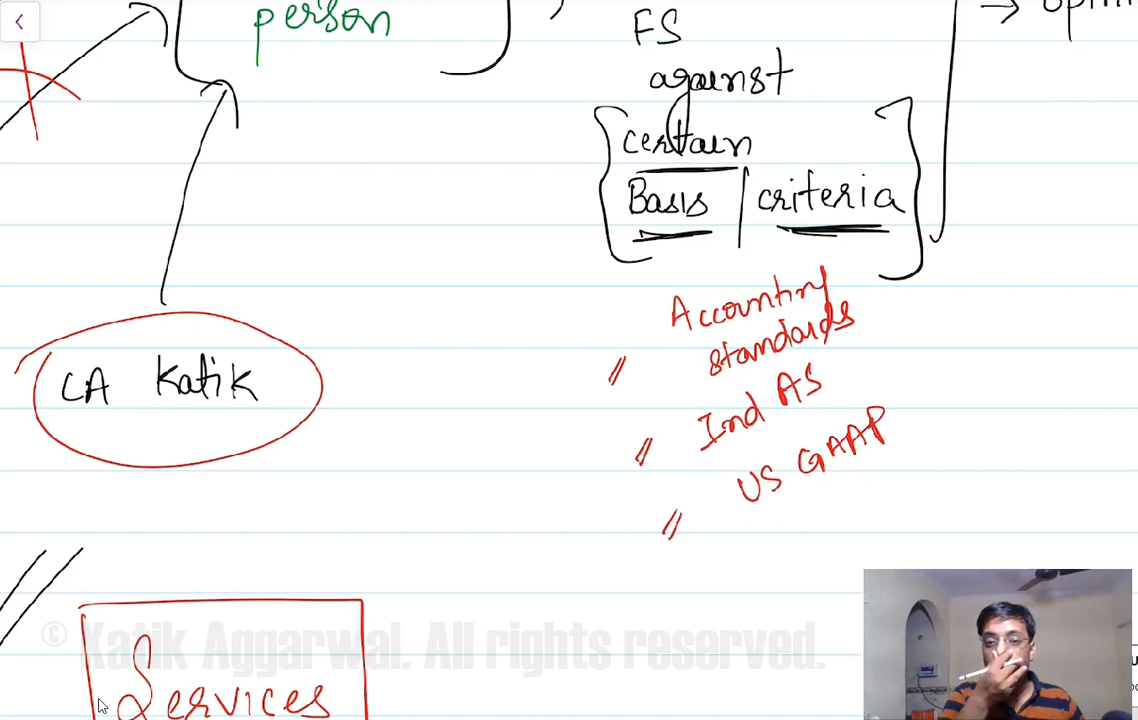 person
FS
against
certain
Basis | criteria
Accounting
standards
Ind AS
US GAAP
CA Katik
© Katik Aggarwal. All rights reserved.
Services